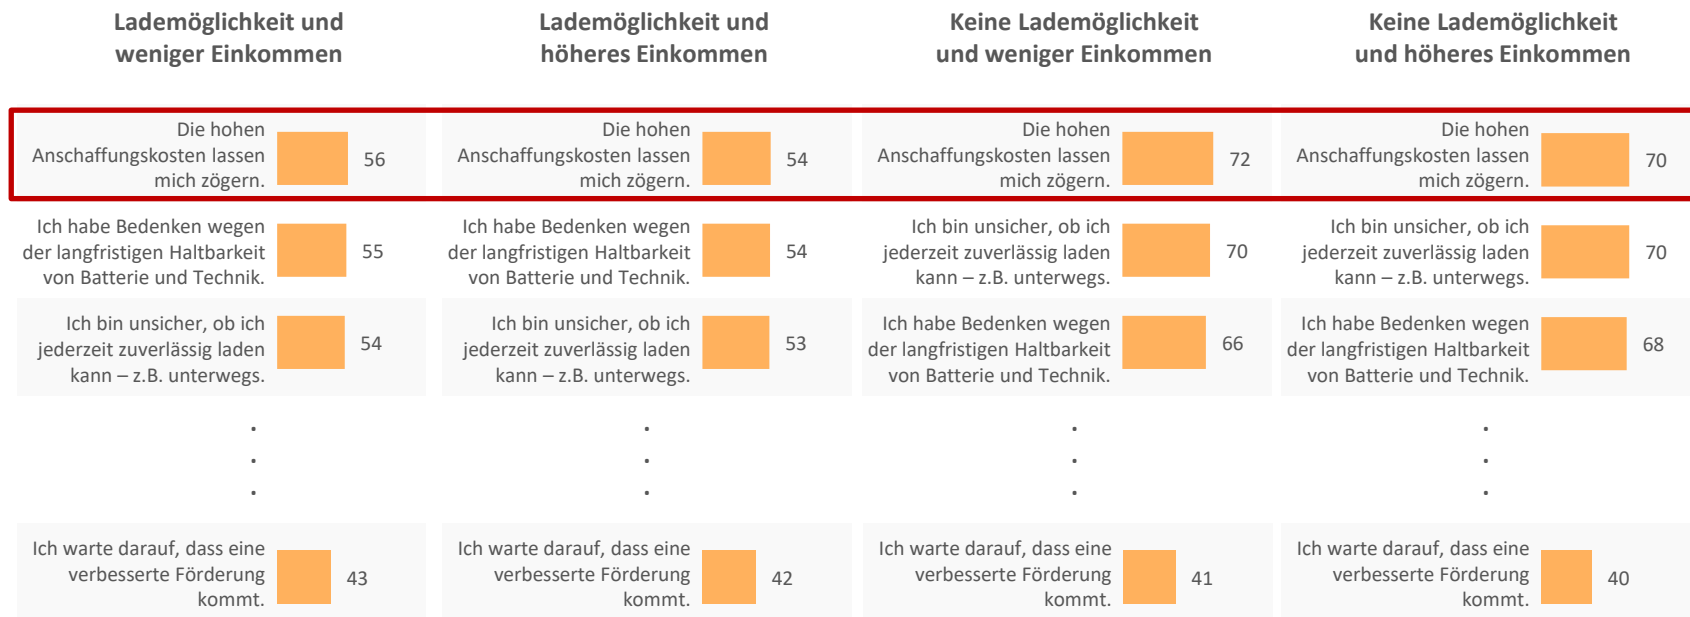 Lademöglichkeit und
weniger Einkommen
Lademöglichkeit und
höheres Einkommen
Keine Lademöglichkeit
und weniger Einkommen
Keine Lademöglichkeit
und höheres Einkommen
Die hohen
Anschaffungskosten lassen
mich zögern.
56
Die hohen
Anschaffungskosten lassen
mich zögern.
54
Die hohen
Anschaffungskosten lassen
mich zögern.
72
Die hohen
Anschaffungskosten lassen
mich zögern.
70
Ich habe Bedenken wegen
der langfristigen Haltbarkeit
von Batterie und Technik.
55
Ich habe Bedenken wegen
der langfristigen Haltbarkeit
von Batterie und Technik.
54
Ich bin unsicher, ob ich
jederzeit zuverlässig laden
kann – z.B. unterwegs.
70
Ich bin unsicher, ob ich
jederzeit zuverlässig laden
kann – z.B. unterwegs.
70
Ich bin unsicher, ob ich
jederzeit zuverlässig laden
kann – z.B. unterwegs.
54
Ich bin unsicher, ob ich
jederzeit zuverlässig laden
kann – z.B. unterwegs.
53
Ich habe Bedenken wegen
der langfristigen Haltbarkeit
von Batterie und Technik.
66
Ich habe Bedenken wegen
der langfristigen Haltbarkeit
von Batterie und Technik.
68
Ich warte darauf, dass eine
verbesserte Förderung
kommt.
43
Ich warte darauf, dass eine
verbesserte Förderung
kommt.
42
Ich warte darauf, dass eine
verbesserte Förderung
kommt.
41
Ich warte darauf, dass eine
verbesserte Förderung
kommt.
40